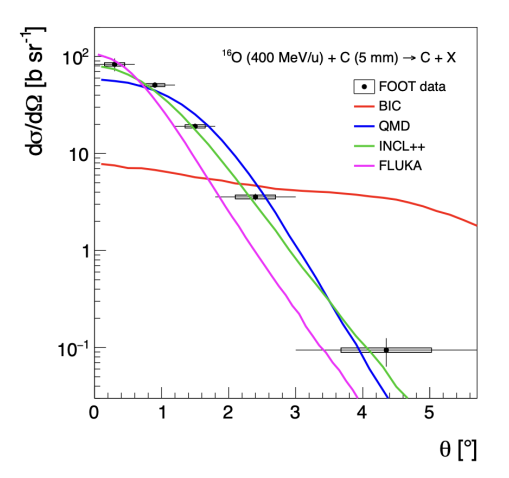 ¹⁶O (400 MeV/u) + C (5 mm) → C + X
FOOT data
BIC
QMD
INCL++
FLUKA
dσ/dΩ [b sr⁻¹]
10²
10
1
10⁻¹
0 1 2 3 4 5
θ [°]